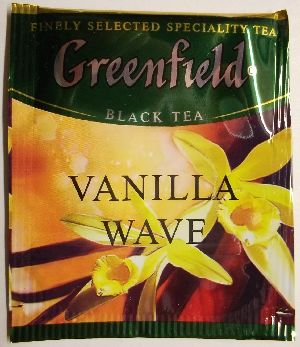 FINELY SELECTED SPECIALITY TEA
Greenfield
BLACK TEA
VANILLA
WAVE